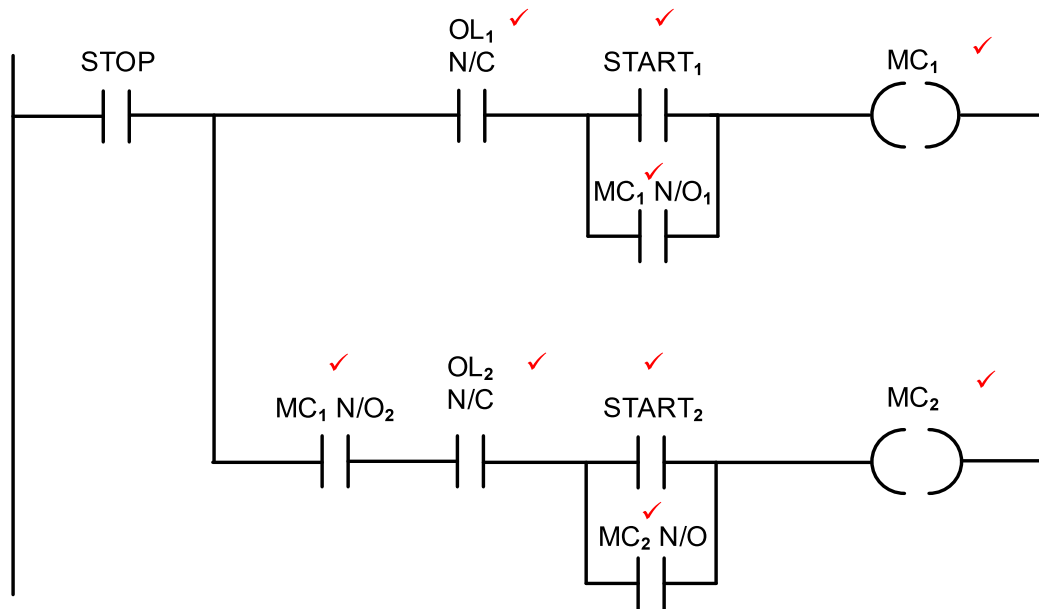 STOP
OL₁
N/C
START₁
MC₁
MC₁ N/O₁
MC₁ N/O₂
OL₂
N/C
START₂
MC₂
MC₂ N/O